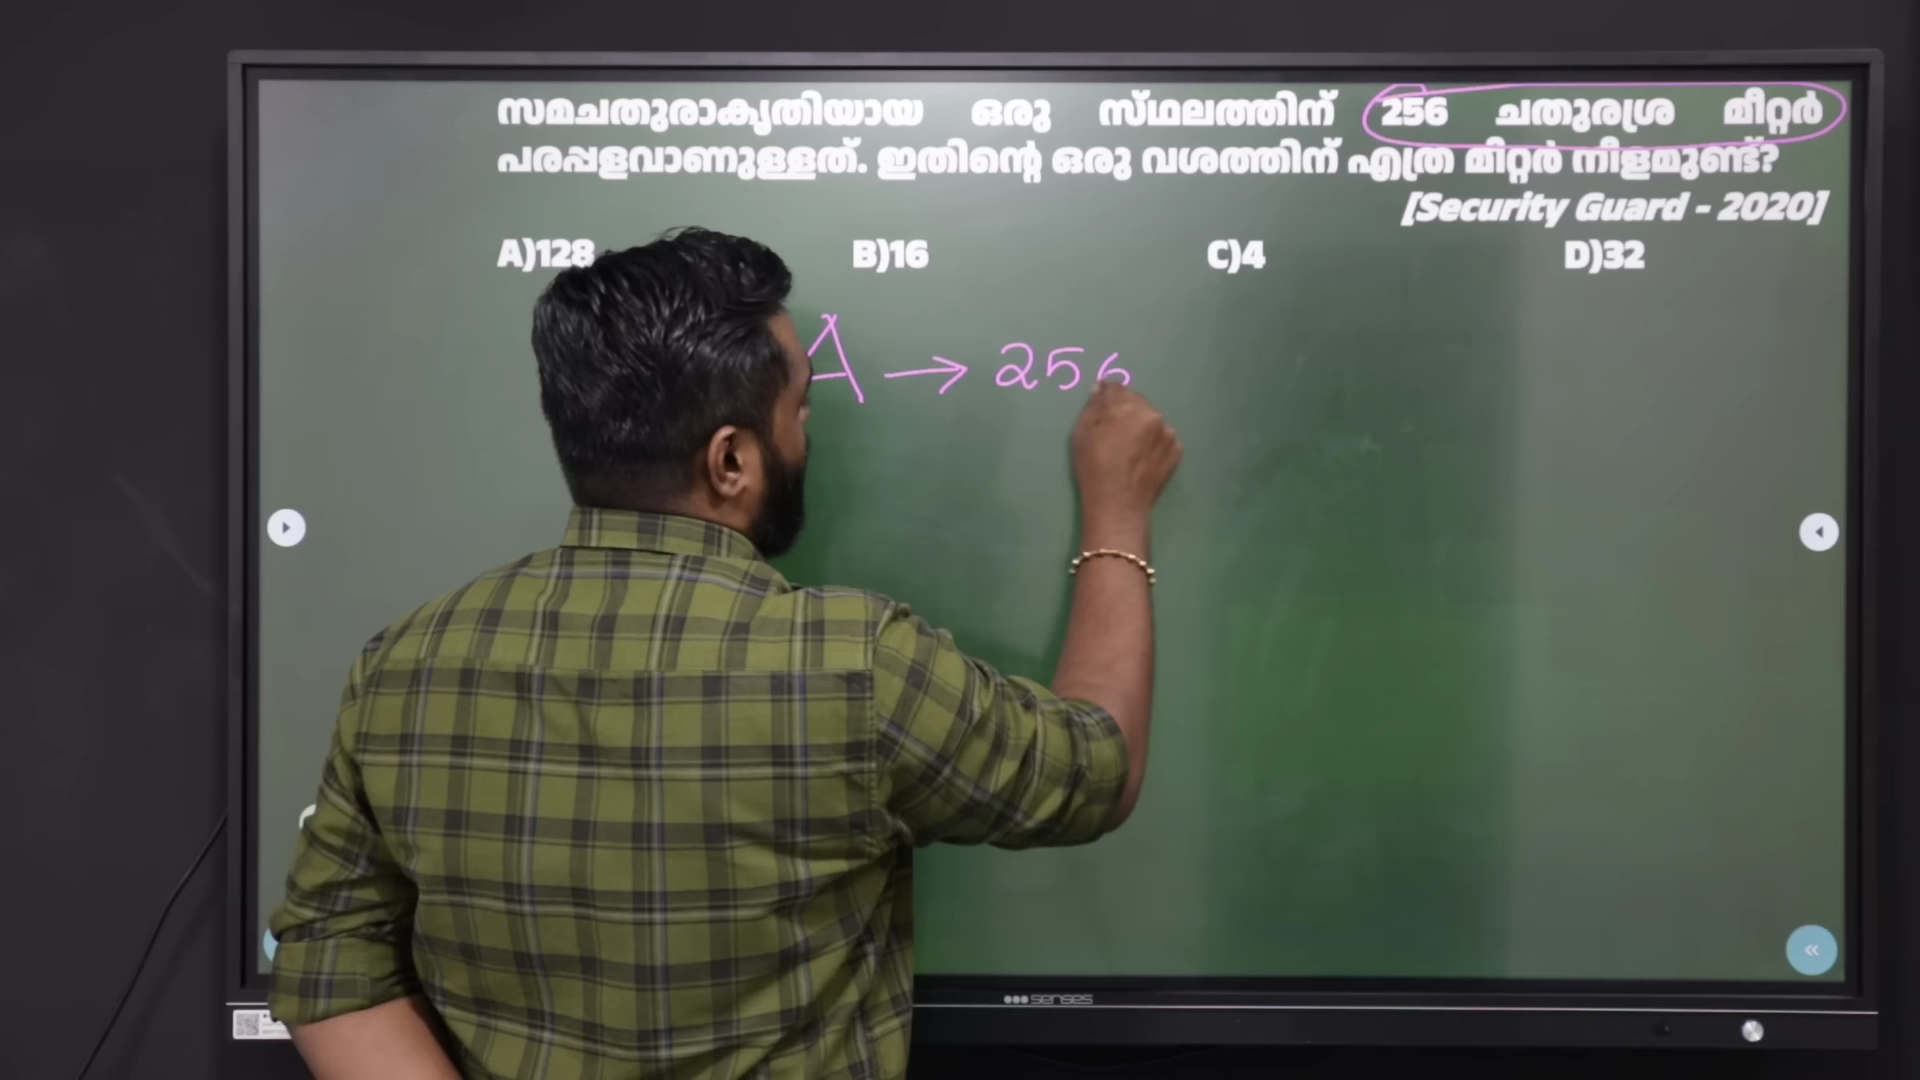 സമചതുരാകൃതിയായ ഒരു സ്ഥലത്തിന് 256 ചതുരശ്ര മീറ്റർ
പരപ്പളവാണുള്ളത്. ഇതിന്റെ ഒരു വശത്തിന് എത്ര മീറ്റർ നീളമുണ്ട്?
[Security Guard - 2020]
A)128 B)16 C)4 D)32
A → 256
senses